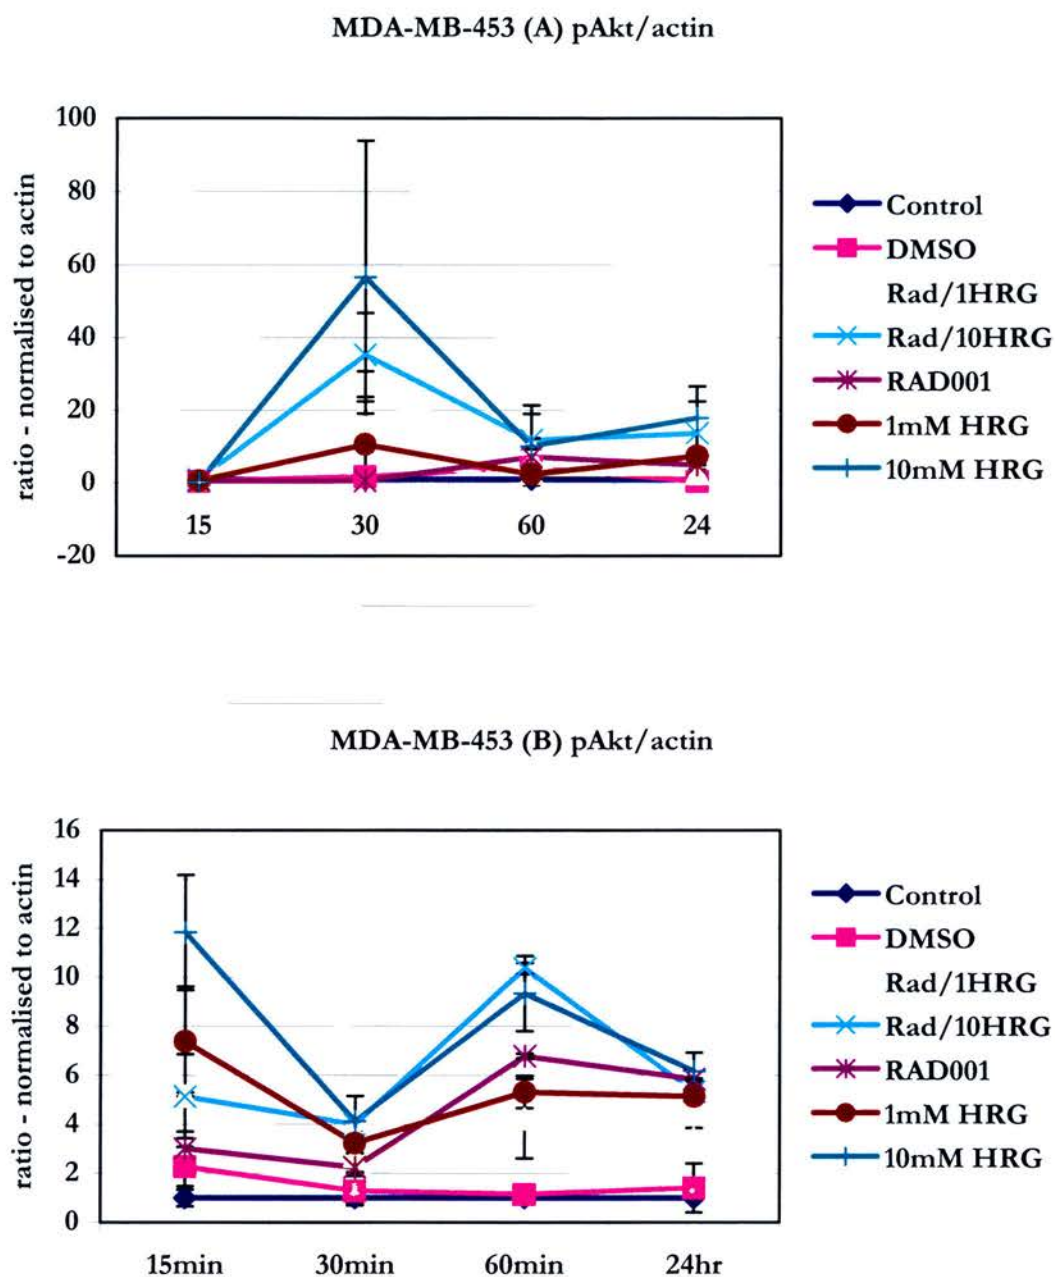 MDA-MB-453 (A) pAkt/actin
ratio - normalised to actin
100
80
60
40
20
0
-20
15 30 60 24
Control
DMSO
Rad/1HRG
Rad/10HRG
RAD001
1mM HRG
10mM HRG
MDA-MB-453 (B) pAkt/actin
ratio - normalised to actin
16
14
12
10
8
6
4
2
0
15min 30min 60min 24hr
Control
DMSO
Rad/1HRG
Rad/10HRG
RAD001
1mM HRG
10mM HRG